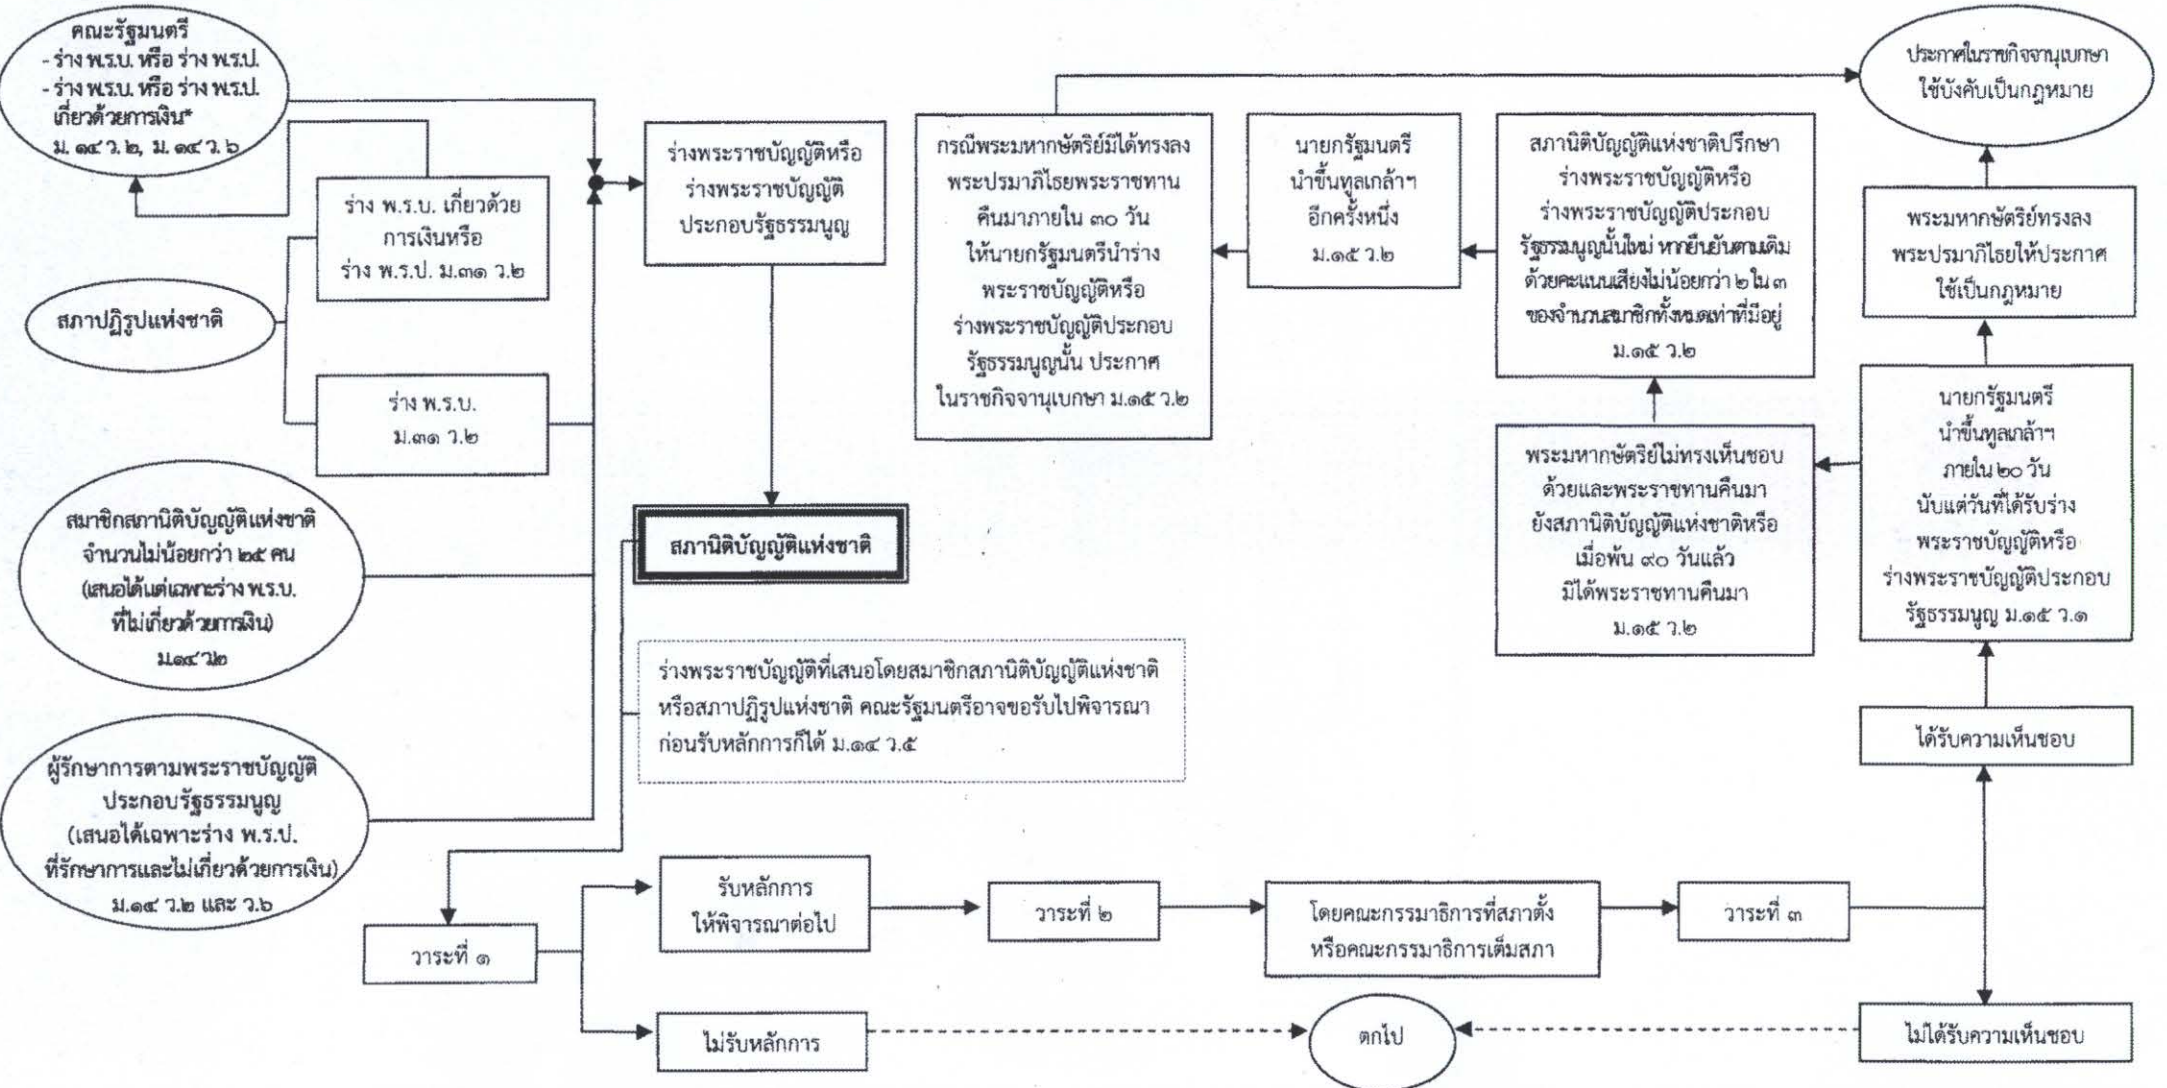 คณะรัฐมนตรี
- ร่าง พ.ร.บ. หรือ ร่าง พ.ร.ป.
- ร่าง พ.ร.บ. หรือ ร่าง พ.ร.ป.
เกี่ยวด้วยการเงิน*
ม. ๑๔ ว. ๒, ม. ๑๔ ว. ๖
ร่าง พ.ร.บ. เกี่ยวด้วย
การเงินหรือ
ร่าง พ.ร.ป. ม.๓๑ ว.๒
สภาปฏิรูปแห่งชาติ
ร่าง พ.ร.บ.
ม.๓๑ ว.๒
สมาชิกสภานิติบัญญัติแห่งชาติ
จำนวนไม่น้อยกว่า ๒๕ คน
(เสนอได้แต่เฉพาะร่าง พ.ร.บ.
ที่ไม่เกี่ยวด้วยการเงิน)
ม.๑๔ ว.๒
ผู้รักษาการตามพระราชบัญญัติ
ประกอบรัฐธรรมนูญ
(เสนอได้เฉพาะร่าง พ.ร.ป.
ที่รักษาการและไม่เกี่ยวด้วยการเงิน)
ม.๑๔ ว.๒ และ ว.๖
ร่างพระราชบัญญัติหรือ
ร่างพระราชบัญญัติ
ประกอบรัฐธรรมนูญ
สภานิติบัญญัติแห่งชาติ
ร่างพระราชบัญญัติที่เสนอโดยสมาชิกสภานิติบัญญัติแห่งชาติ
หรือสภาปฏิรูปแห่งชาติ คณะรัฐมนตรีอาจขอรับไปพิจารณา
ก่อนรับหลักการก็ได้ ม.๑๔ ว.๕
วาระที่ ๑
รับหลักการ
ให้พิจารณาต่อไป
ไม่รับหลักการ
วาระที่ ๒
โดยคณะกรรมาธิการที่สภาตั้ง
หรือคณะกรรมาธิการเต็มสภา
วาระที่ ๓
ตกไป
ได้รับความเห็นชอบ
ไม่ได้รับความเห็นชอบ
นายกรัฐมนตรี
นำขึ้นทูลเกล้าฯ
ภายใน ๒๐ วัน
นับแต่วันที่ได้รับร่าง
พระราชบัญญัติหรือ
ร่างพระราชบัญญัติประกอบ
รัฐธรรมนูญ ม.๑๕ ว.๑
พระมหากษัตริย์ทรงลง
พระปรมาภิไธยให้ประกาศ
ใช้เป็นกฎหมาย
ประกาศในราชกิจจานุเบกษา
ใช้บังคับเป็นกฎหมาย
พระมหากษัตริย์ไม่ทรงเห็นชอบ
ด้วยและพระราชทานคืนมา
ยังสภานิติบัญญัติแห่งชาติหรือ
เมื่อพ้น ๙๐ วันแล้ว
มิได้พระราชทานคืนมา
ม.๑๕ ว.๒
สภานิติบัญญัติแห่งชาติปรึกษา
ร่างพระราชบัญญัติหรือ
ร่างพระราชบัญญัติประกอบ
รัฐธรรมนูญนั้นใหม่ หากยืนยันตามเดิม
ด้วยคะแนนเสียงไม่น้อยกว่า ๒ ใน ๓
ของจำนวนสมาชิกทั้งหมดเท่าที่มีอยู่
ม.๑๕ ว.๒
นายกรัฐมนตรี
นำขึ้นทูลเกล้าฯ
อีกครั้งหนึ่ง
ม.๑๕ ว.๒
กรณีพระมหากษัตริย์มิได้ทรงลง
พระปรมาภิไธยพระราชทาน
คืนมาภายใน ๓๐ วัน
ให้นายกรัฐมนตรีนำร่าง
พระราชบัญญัติหรือ
ร่างพระราชบัญญัติประกอบ
รัฐธรรมนูญนั้น ประกาศ
ในราชกิจจานุเบกษา ม.๑๕ ว.๒